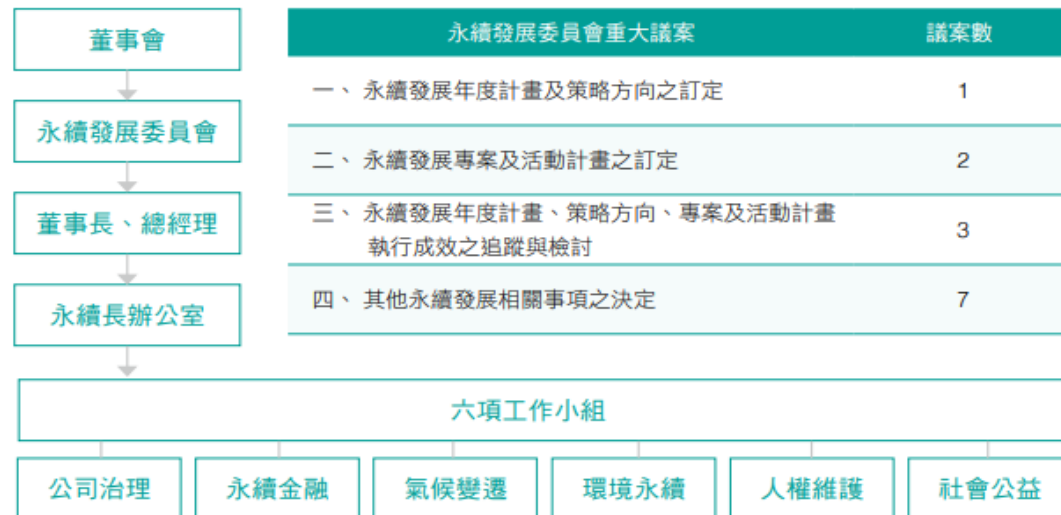 董事會
永續發展委員會
董事長、總經理
永續長辦公室
永續發展委員會重大議案 議案數
一、 永續發展年度計畫及策略方向之訂定 1
二、 永續發展專案及活動計畫之訂定 2
三、 永續發展年度計畫、策略方向、專案及活動計畫
執行成效之追蹤與檢討 3
四、 其他永續發展相關事項之決定 7
六項工作小組
公司治理 永續金融 氣候變遷 環境永續 人權維護 社會公益